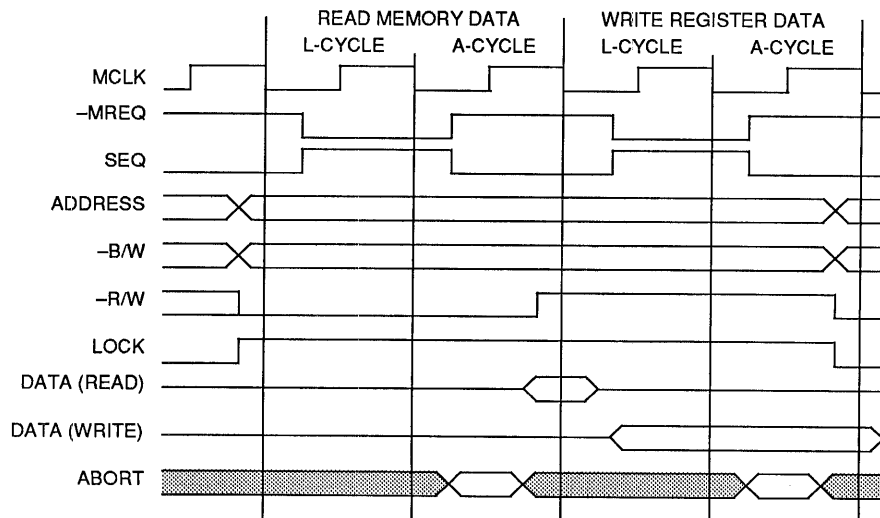 READ MEMORY DATA WRITE REGISTER DATA
L-CYCLE A-CYCLE L-CYCLE A-CYCLE
MCLK
–MREQ
SEQ
ADDRESS
–B/W
–R/W
LOCK
DATA (READ)
DATA (WRITE)
ABORT